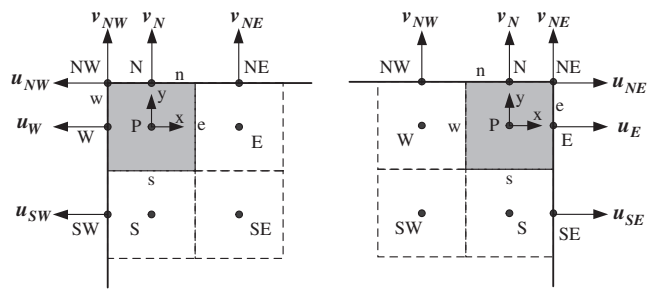 v_NW v_N v_NE v_NW v_N v_NE
NW N n NE NW n N NE
u_NW w y y e u_NE
u_W W P x e E W w P x E u_E
s s
u_SW SW S SE SW S SE u_SE